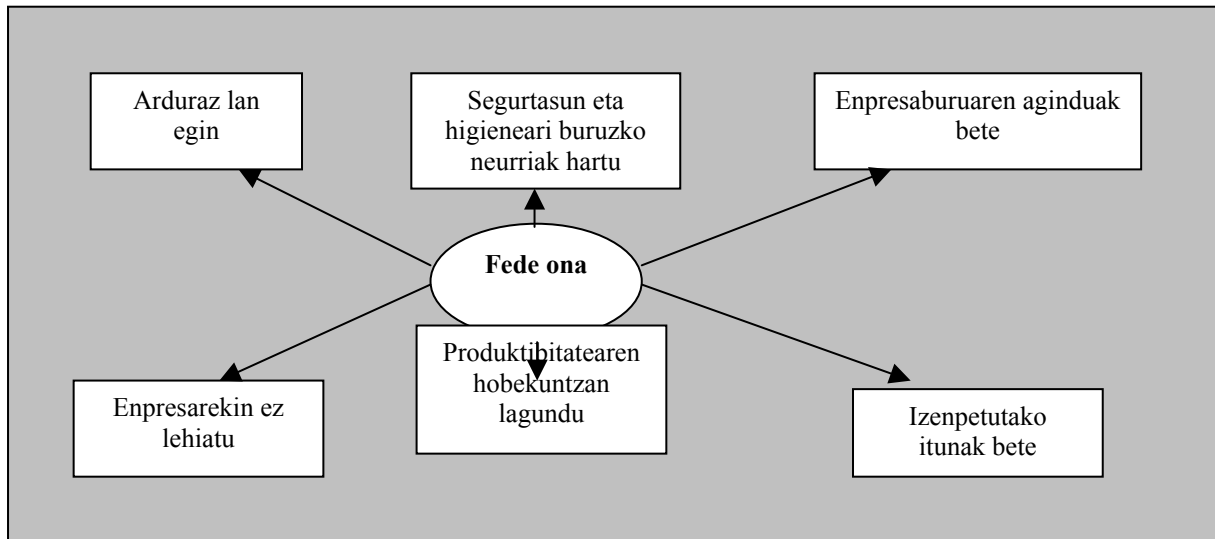 Arduraz lan
egin
Segurtasun eta
higieneari buruzko
neurriak hartu
Enpresaburuaren aginduak
bete
Fede ona
Enpresarekin ez
lehiatu
Produktibitatearen
hobekuntzan
lagundu
Izenpetutako
itunak bete